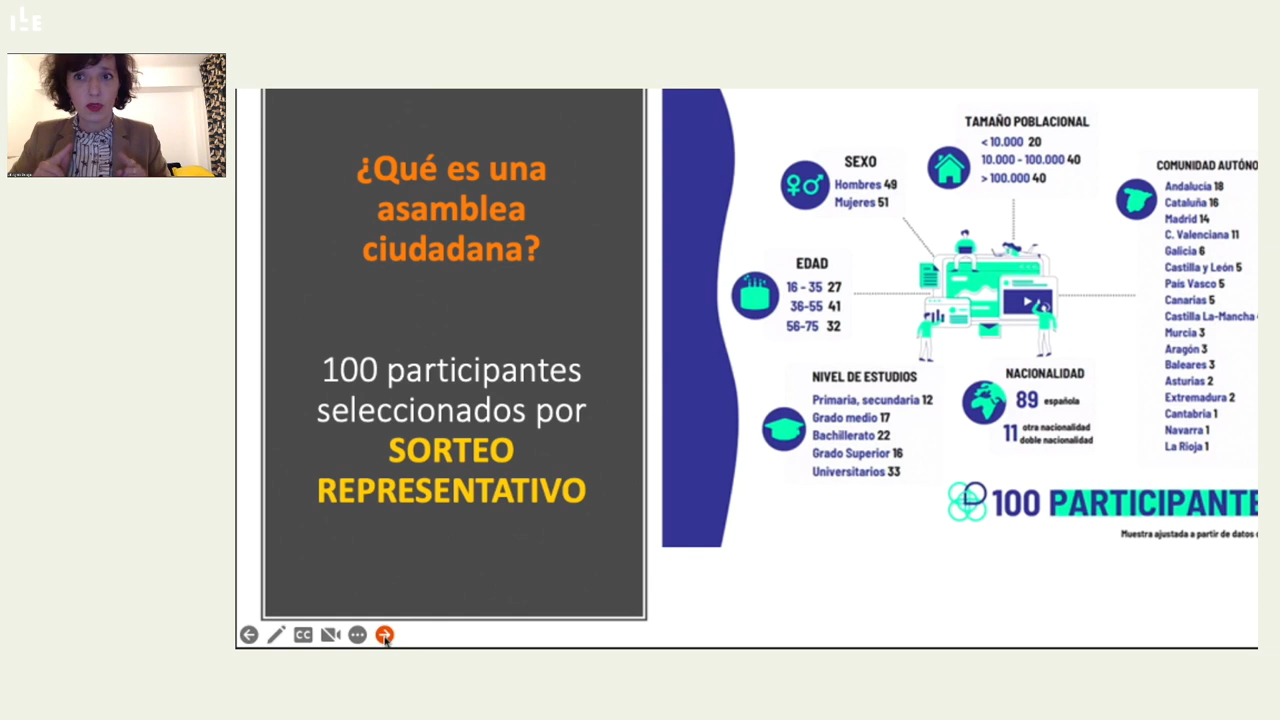 ILE
¿Qué es una
asamblea
ciudadana?
100 participantes
seleccionados por
SORTEO
REPRESENTATIVO
TAMAÑO POBLACIONAL
< 10.000 20
10.000 - 100.000 40
> 100.000 40
SEXO
Hombres 49
Mujeres 51
EDAD
16 - 35 27
36-55 41
56-75 32
NIVEL DE ESTUDIOS
Primaria, secundaria 12
Grado medio 17
Bachillerato 22
Grado Superior 16
Universitarios 33
NACIONALIDAD
89 española
11 otra nacionalidad
doble nacionalidad
COMUNIDAD AUTÓNO
Andalucía 18
Cataluña 16
Madrid 14
C. Valenciana 11
Galicia 6
Castilla y León 5
País Vasco 5
Canarias 5
Castilla La-Mancha
Murcia 3
Aragón 3
Baleares 3
Asturias 2
Extremadura 2
Cantabria 1
Navarra 1
La Rioja 1
100 PARTICIPANTE
Muestra ajustada a partir de datos
CC